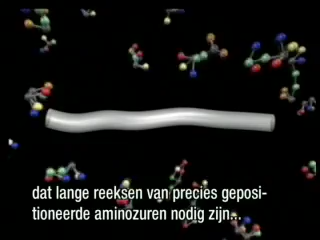 dat lange reeksen van precies geposi-
tioneerde aminozuren nodig zijn...